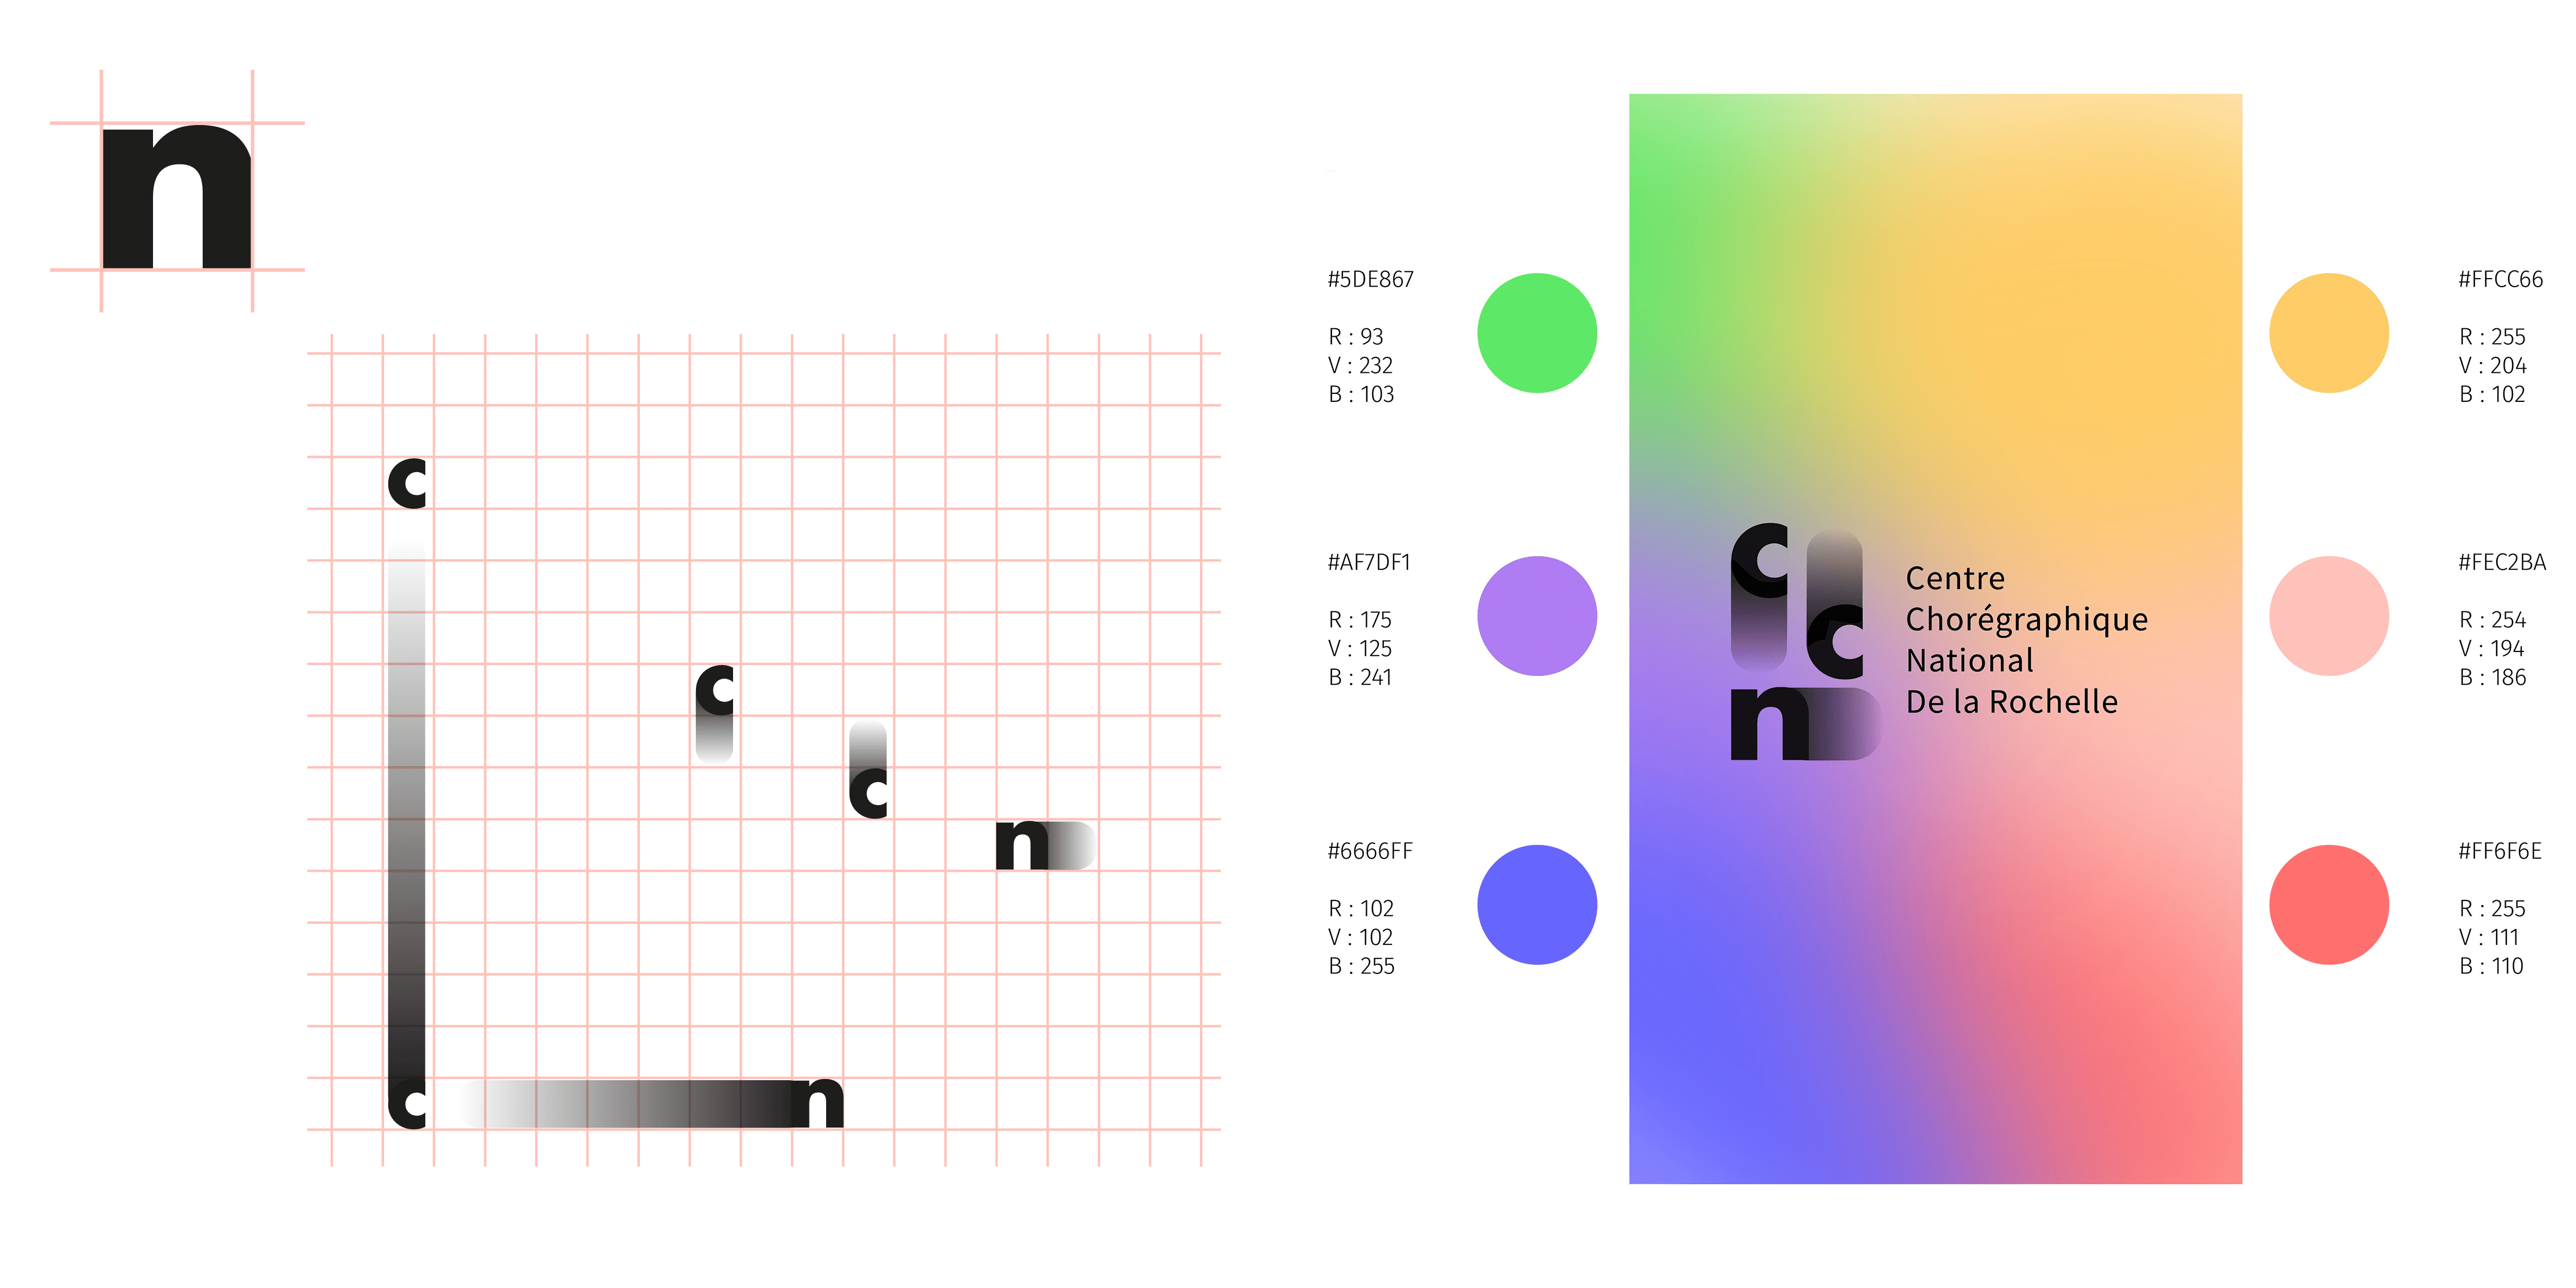 n
c
c
c
n
c
n
#5DE867
R : 93
V : 232
B : 103
#AF7DF1
R : 175
V : 125
B : 241
#6666FF
R : 102
V : 102
B : 255
c
c
n
Centre
Chorégraphique
National
De la Rochelle
#FFCC66
R : 255
V : 204
B : 102
#FEC2BA
R : 254
V : 194
B : 186
#FF6F6E
R : 255
V : 111
B : 110